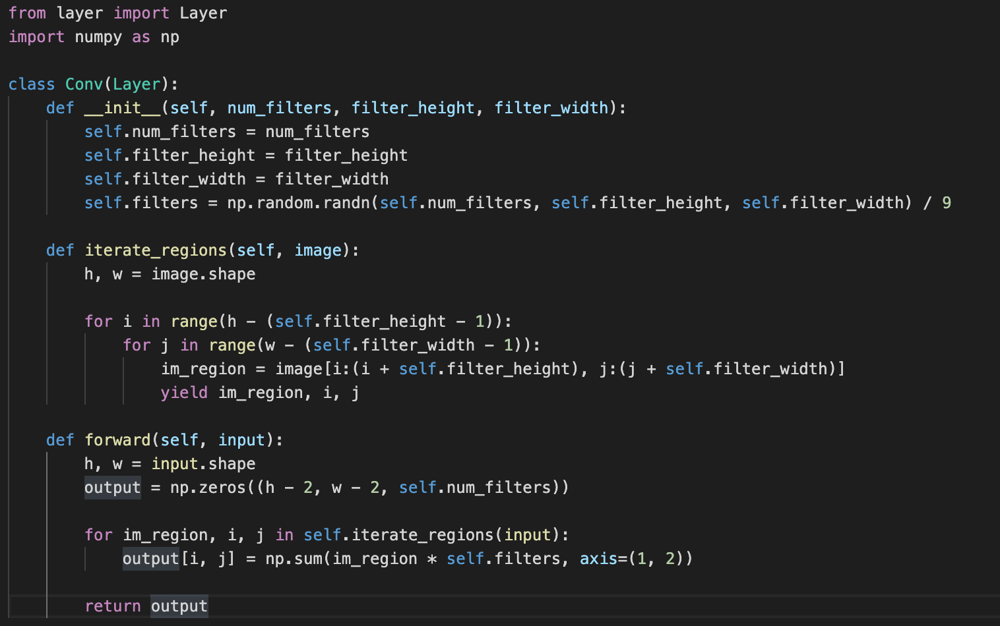 from layer import Layer
import numpy as np

class Conv(Layer):
    def __init__(self, num_filters, filter_height, filter_width):
        self.num_filters = num_filters
        self.filter_height = filter_height
        self.filter_width = filter_width
        self.filters = np.random.randn(self.num_filters, self.filter_height, self.filter_width) / 9

    def iterate_regions(self, image):
        h, w = image.shape

        for i in range(h - (self.filter_height - 1)):
            for j in range(w - (self.filter_width - 1)):
                im_region = image[i:(i + self.filter_height), j:(j + self.filter_width)]
                yield im_region, i, j

    def forward(self, input):
        h, w = input.shape
        output = np.zeros((h - 2, w - 2, self.num_filters))

        for im_region, i, j in self.iterate_regions(input):
            output[i, j] = np.sum(im_region * self.filters, axis=(1, 2))

        return output